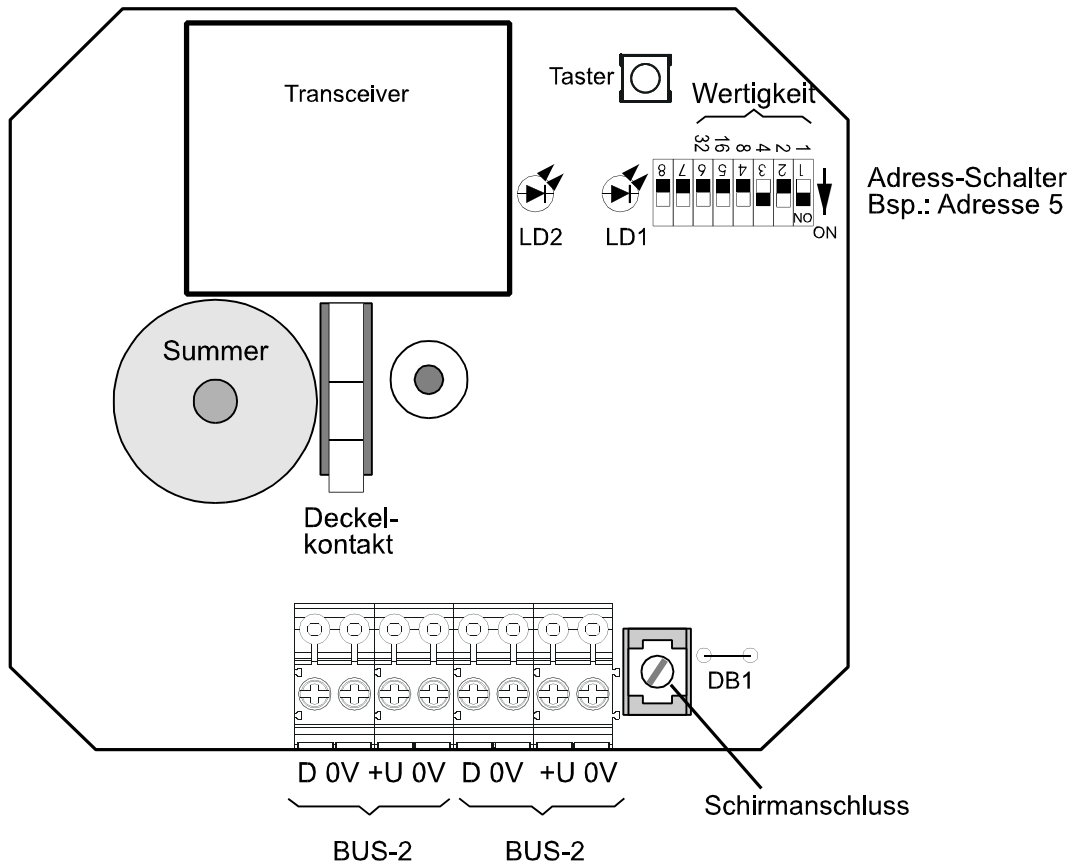 Transceiver
Taster
Wertigkeit
32 16 8 4 2 1
8 7 6 5 4 3 2 1
ON
ON
Adress-Schalter
Bsp.: Adresse 5
LD2
LD1
Summer
Deckel-
kontakt
DB1
D 0V +U 0V D 0V +U 0V
Schirmanschluss
BUS-2 BUS-2